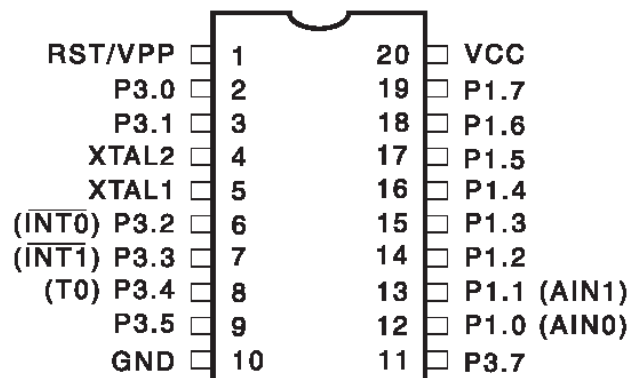 RST/VPP 1 20 VCC
P3.0 2 19 P1.7
P3.1 3 18 P1.6
XTAL2 4 17 P1.5
XTAL1 5 16 P1.4
(I̅N̅T̅0̅) P3.2 6 15 P1.3
(I̅N̅T̅1̅) P3.3 7 14 P1.2
(T0) P3.4 8 13 P1.1 (AIN1)
P3.5 9 12 P1.0 (AIN0)
GND 10 11 P3.7